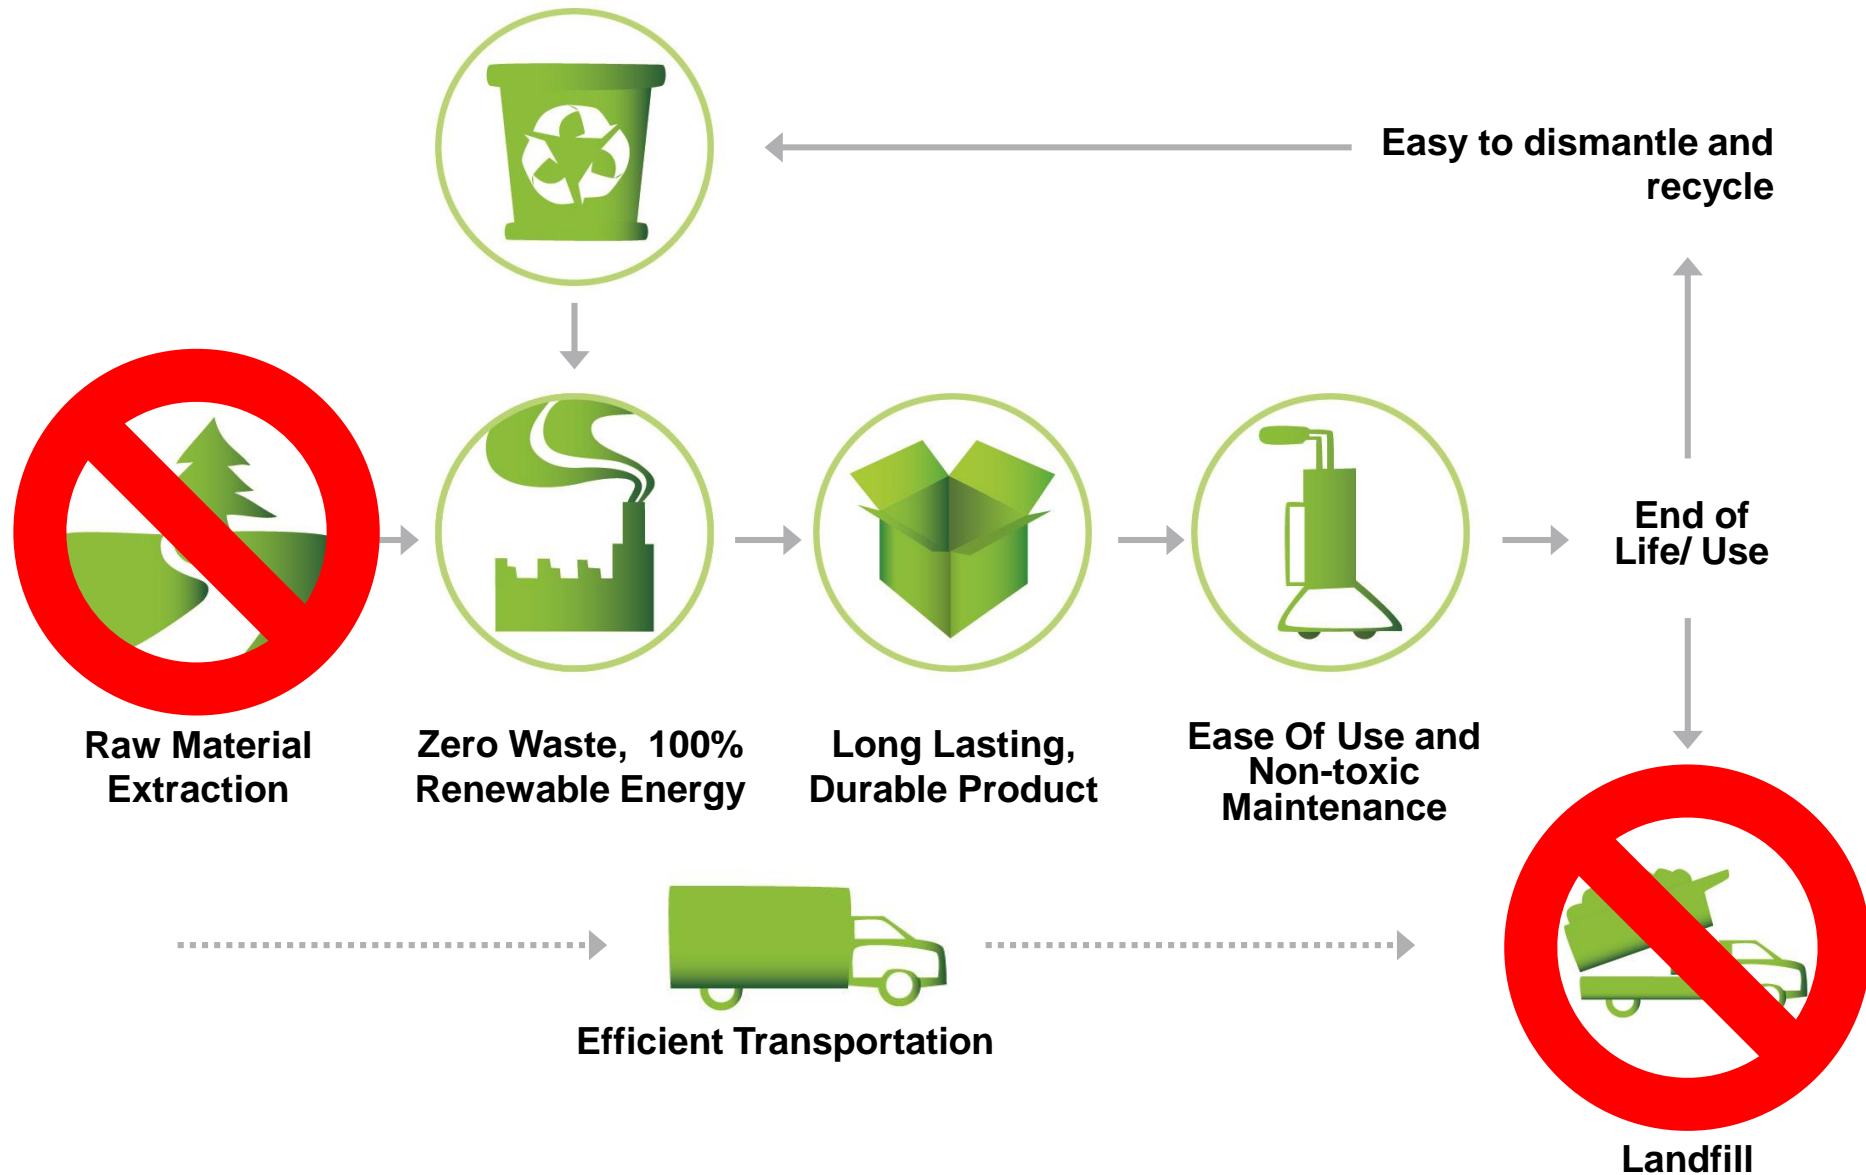 Easy to dismantle and
recycle
End of
Life/ Use
Raw Material
Extraction
Zero Waste,  100%
Renewable Energy
Long Lasting,
Durable Product
Ease Of Use and
Non-toxic
Maintenance
Efficient Transportation
Landfill